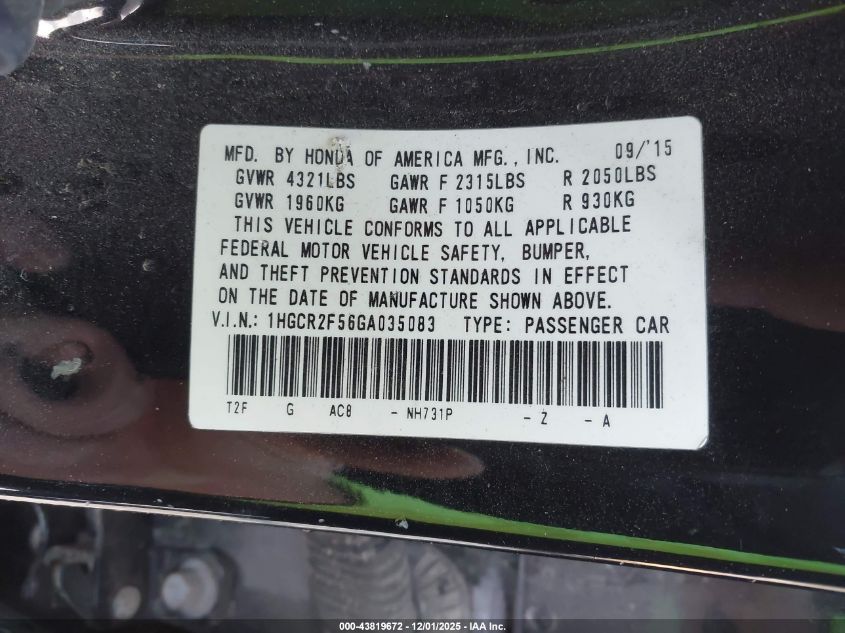 MFD. BY HONDA OF AMERICA MFG., INC. 09/'15
GVWR 4321LBS GAWR F 2315LBS R 2050LBS
GVWR 1960KG GAWR F 1050KG R 930KG
THIS VEHICLE CONFORMS TO ALL APPLICABLE
FEDERAL MOTOR VEHICLE SAFETY, BUMPER,
AND THEFT PREVENTION STANDARDS IN EFFECT
ON THE DATE OF MANUFACTURE SHOWN ABOVE.
V.I.N.: 1HGCR2F56GA035083 TYPE: PASSENGER CAR
T2F G AC8 - NH731P - Z - A
000-43819672 - 12/01/2025 - IAA Inc.